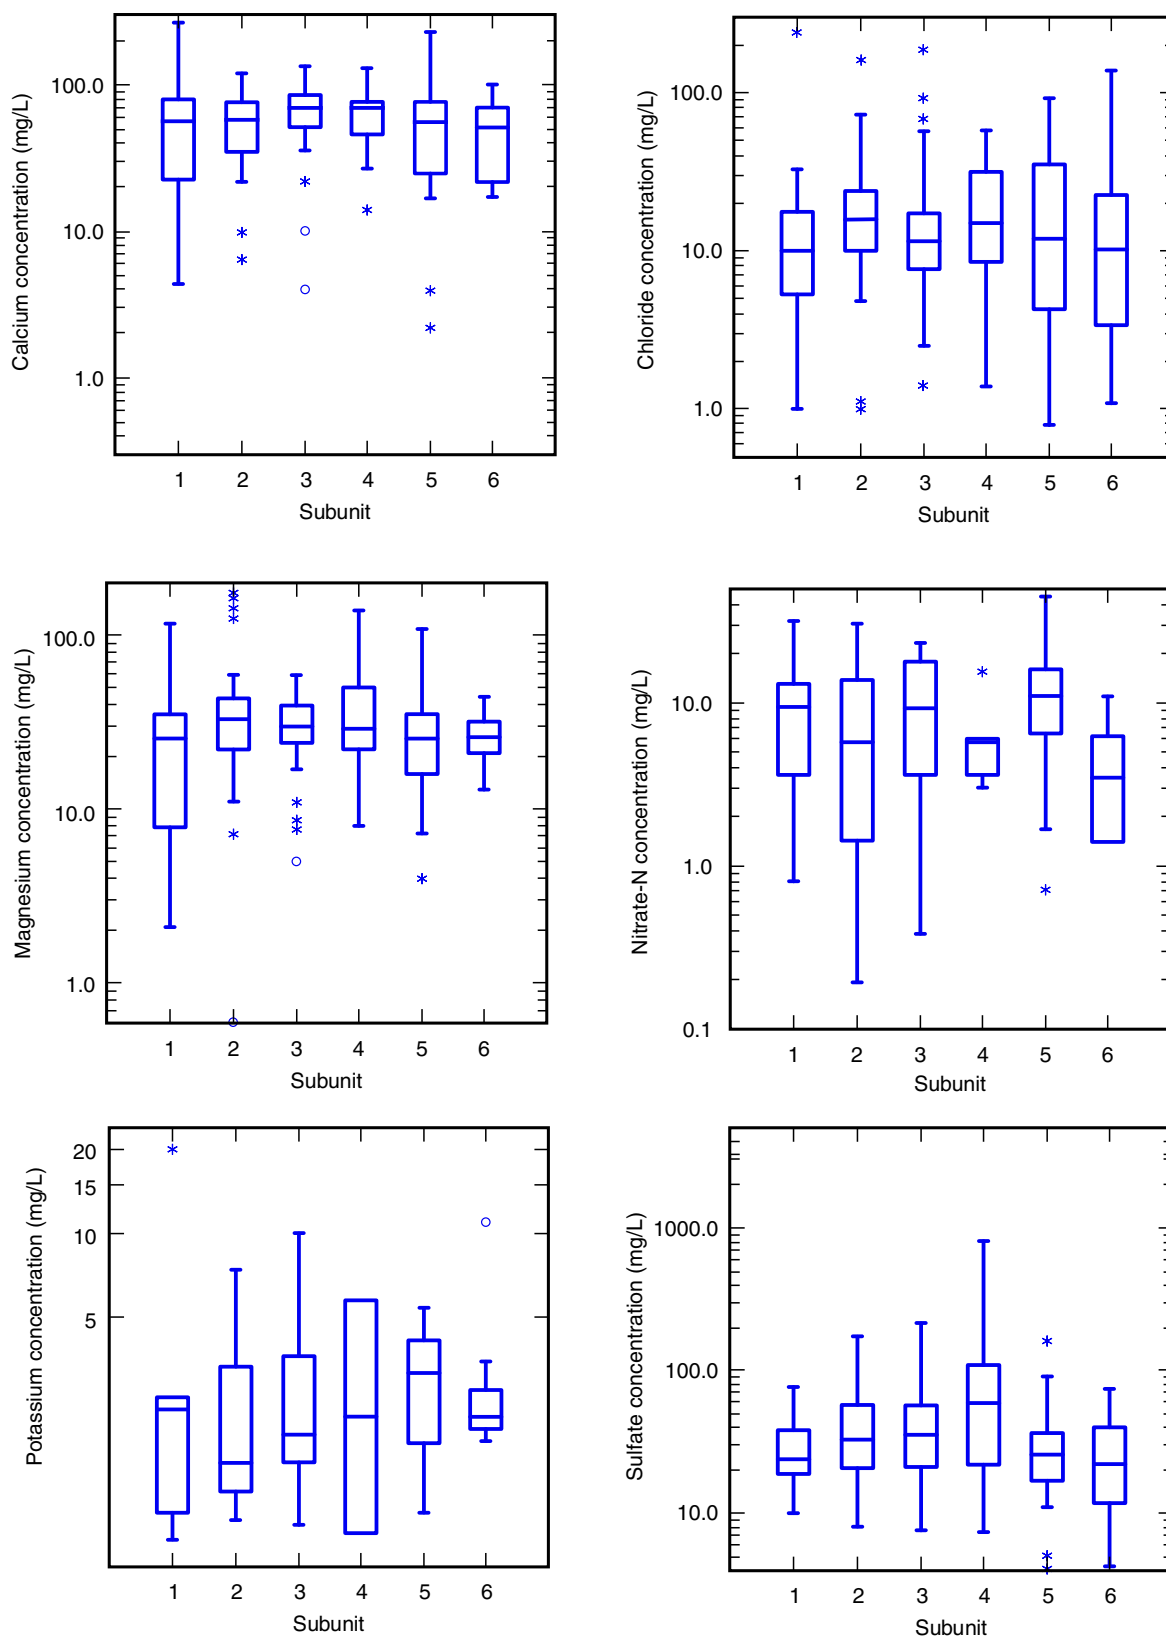 Calcium concentration (mg/L)
100.0
10.0
1.0
1 2 3 4 5 6
Subunit
Chloride concentration (mg/L)
100.0
10.0
1.0
1 2 3 4 5 6
Subunit
Magnesium concentration (mg/L)
100.0
10.0
1.0
1 2 3 4 5 6
Subunit
Nitrate-N concentration (mg/L)
10.0
1.0
0.1
1 2 3 4 5 6
Subunit
Potassium concentration (mg/L)
20
15
10
5
1 2 3 4 5 6
Subunit
Sulfate concentration (mg/L)
1000.0
100.0
10.0
1 2 3 4 5 6
Subunit